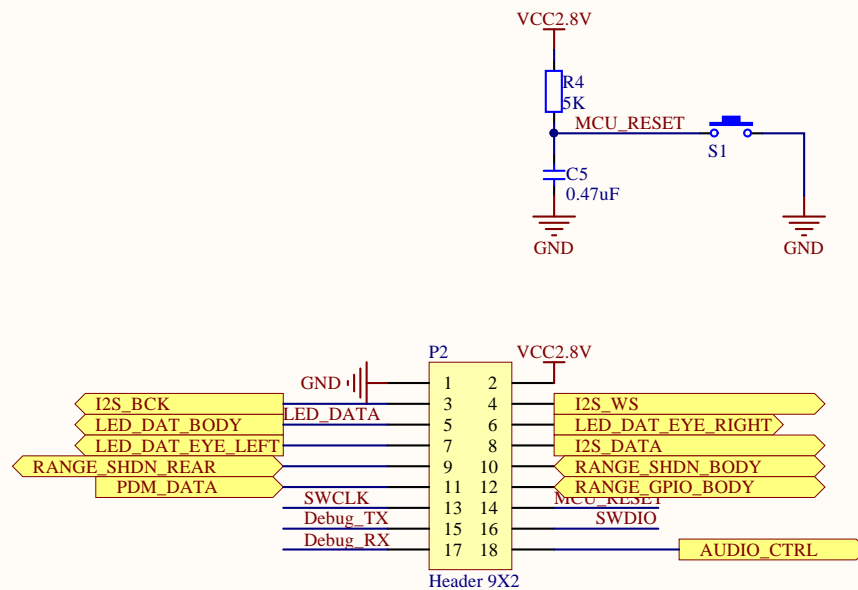 VCC2.8V
R4
5K
MCU_RESET
S1
C5
0.47uF
GND
GND
P2
VCC2.8V
GND
1 2
I2S_BCK 3 4 I2S_WS
LED_DATA
LED_DAT_BODY 5 6 LED_DAT_EYE_RIGHT
LED_DAT_EYE_LEFT 7 8 I2S_DATA
RANGE_SHDN_REAR 9 10 RANGE_SHDN_BODY
PDM_DATA 11 12 RANGE_GPIO_BODY
SWCLK 13 14 MCU_RESET
Debug_TX 15 16 SWDIO
Debug_RX 17 18 AUDIO_CTRL
Header 9X2